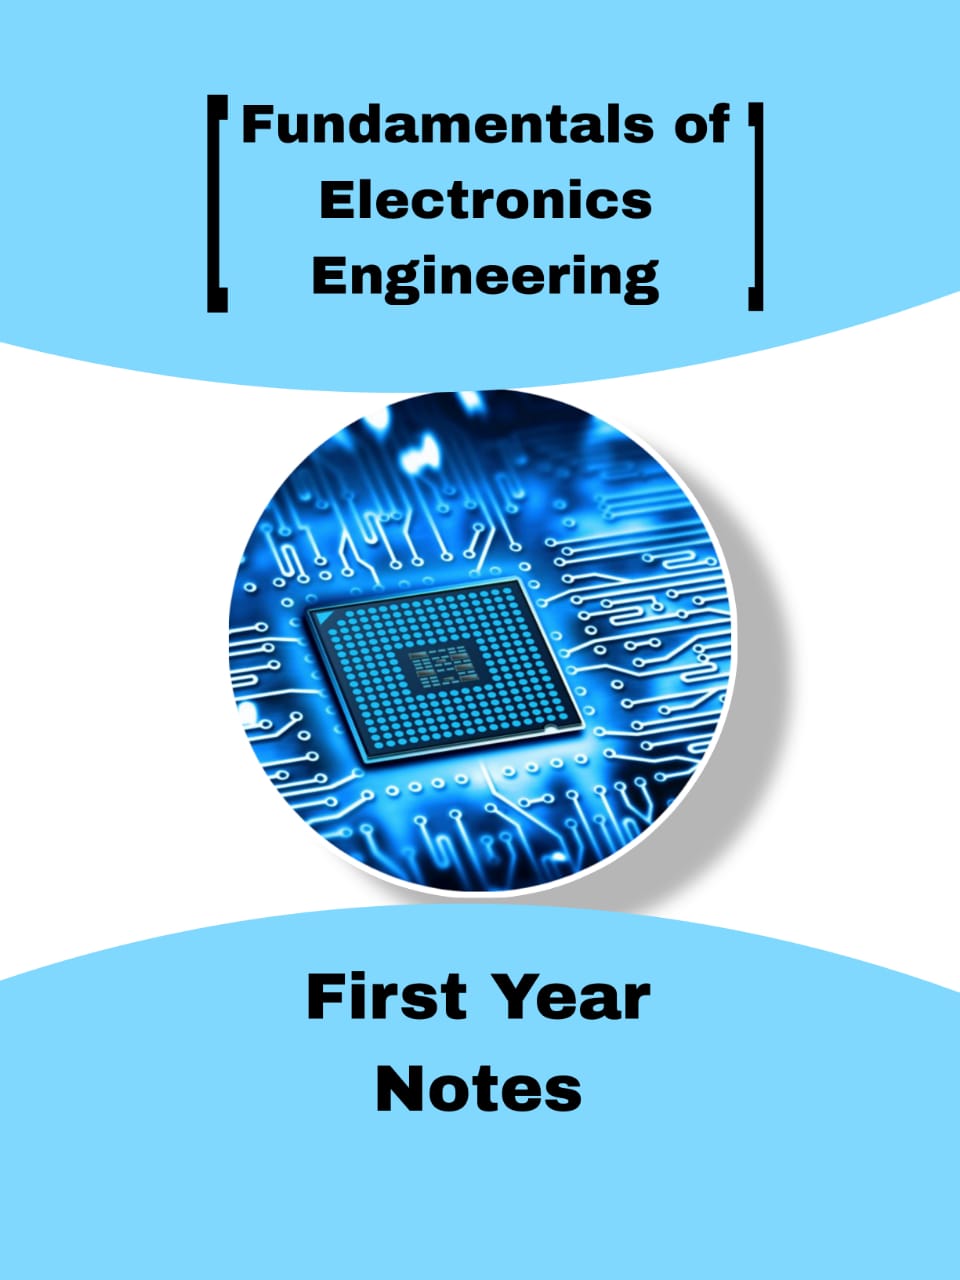 Fundamentals of
Electronics
Engineering
First Year
Notes